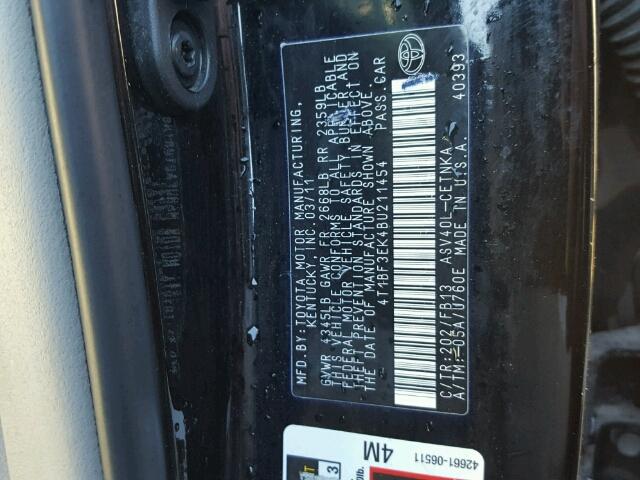 MFD.BY:TOYOTA MOTOR MANUFACTURING,
KENTUCKY, INC. 03/11
GVWR 4345LB GAWR FR 2668LB RR 2359LB
THIS VEHICLE CONFORMS TO ALL APPLICABLE
FEDERAL MOTOR VEHICLE SAFETY, BUMPER, AND
THEFT PREVENTION STANDARDS IN EFFECT ON
THE DATE OF MANUFACTURE SHOWN ABOVE.
4T1BF3EK4BU211454 PASS.CAR
C/TR:202/FB13 ASV40L-CETNKA
A/TM:-05A/U760E MADE IN U.S.A. 40393
42661-06511
4M
3